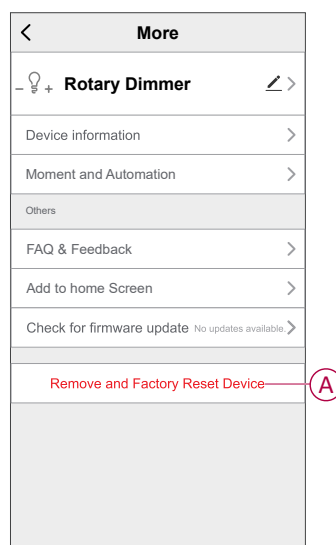 More
Rotary Dimmer
Device information
Moment and Automation
Others
FAQ & Feedback
Add to home Screen
Check for firmware update No updates available
Remove and Factory Reset Device
A